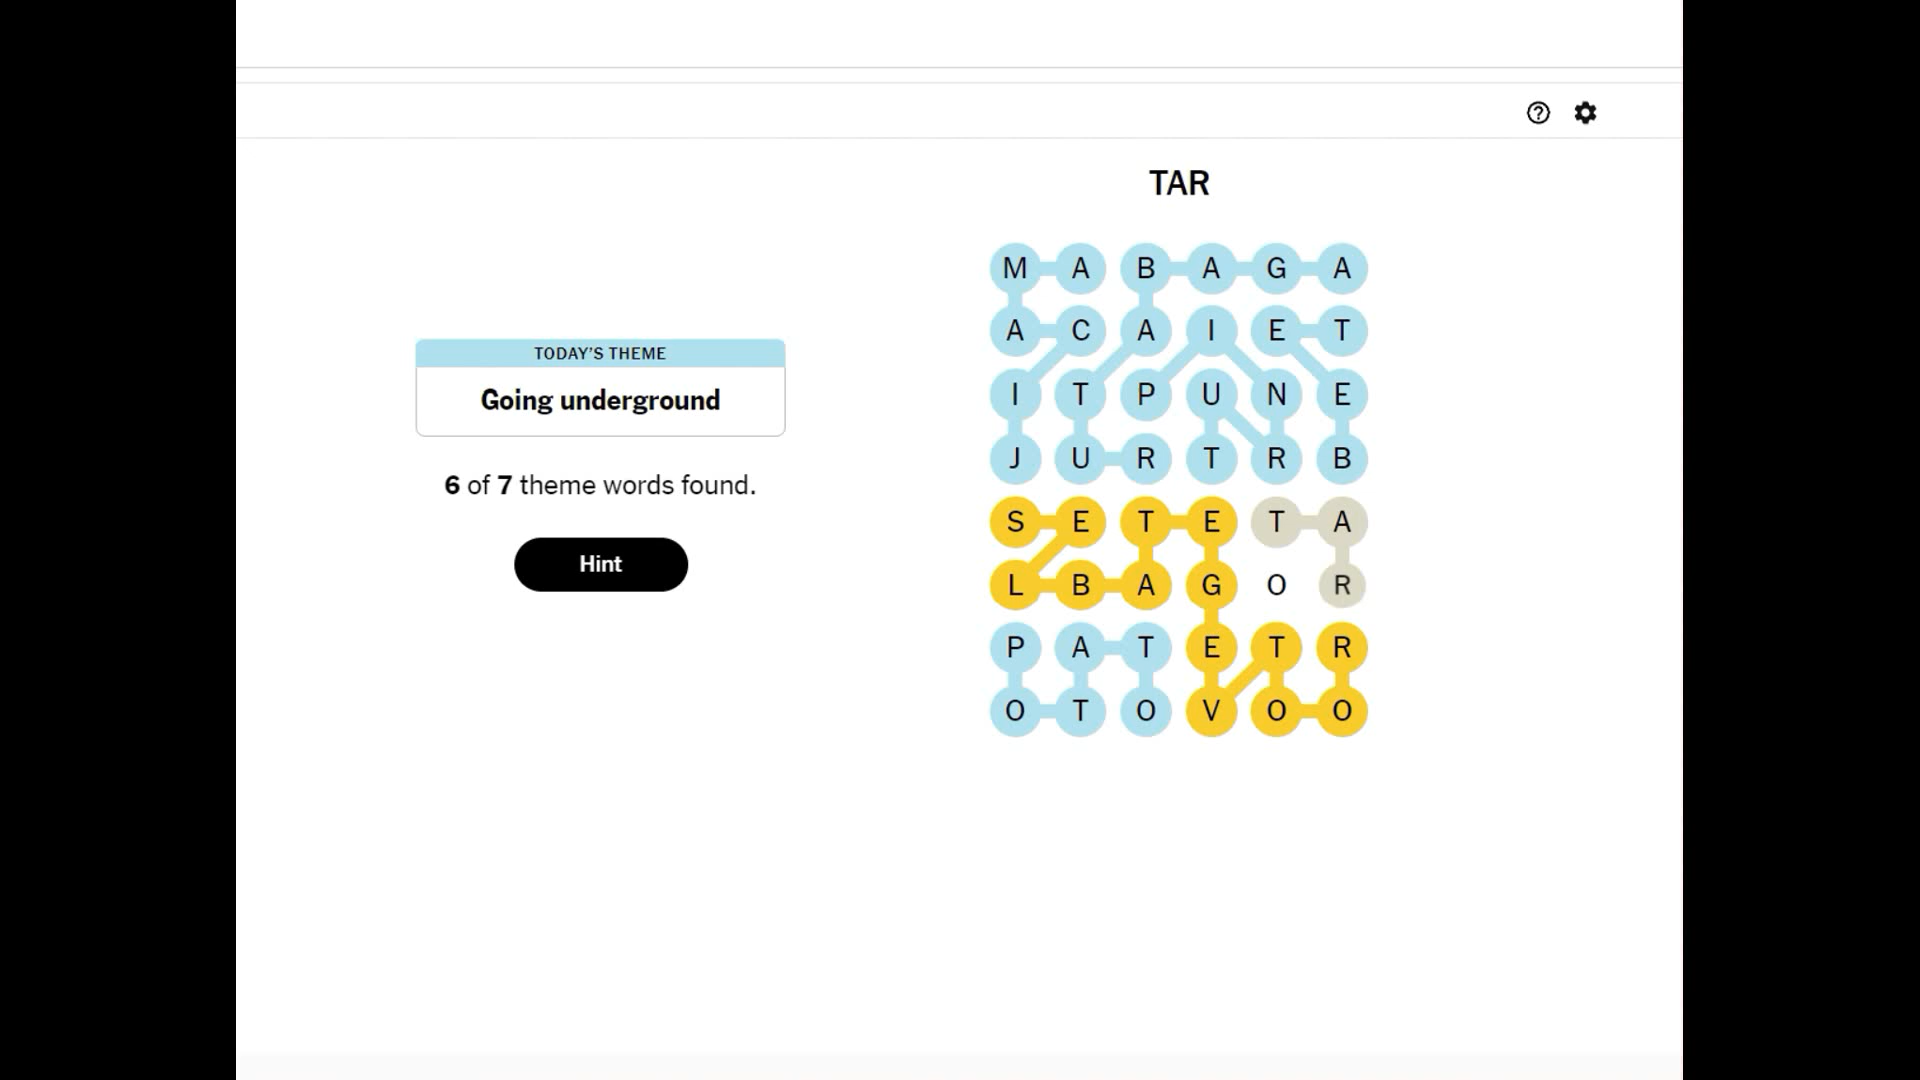 TAR
M A B A G A
A C A I E T
TODAY'S THEME
Going underground
I T P U N E
J U R T R B
6 of 7 theme words found.
S E T E T A
Hint
L B A G O R
P A T E T R
O T O V O O